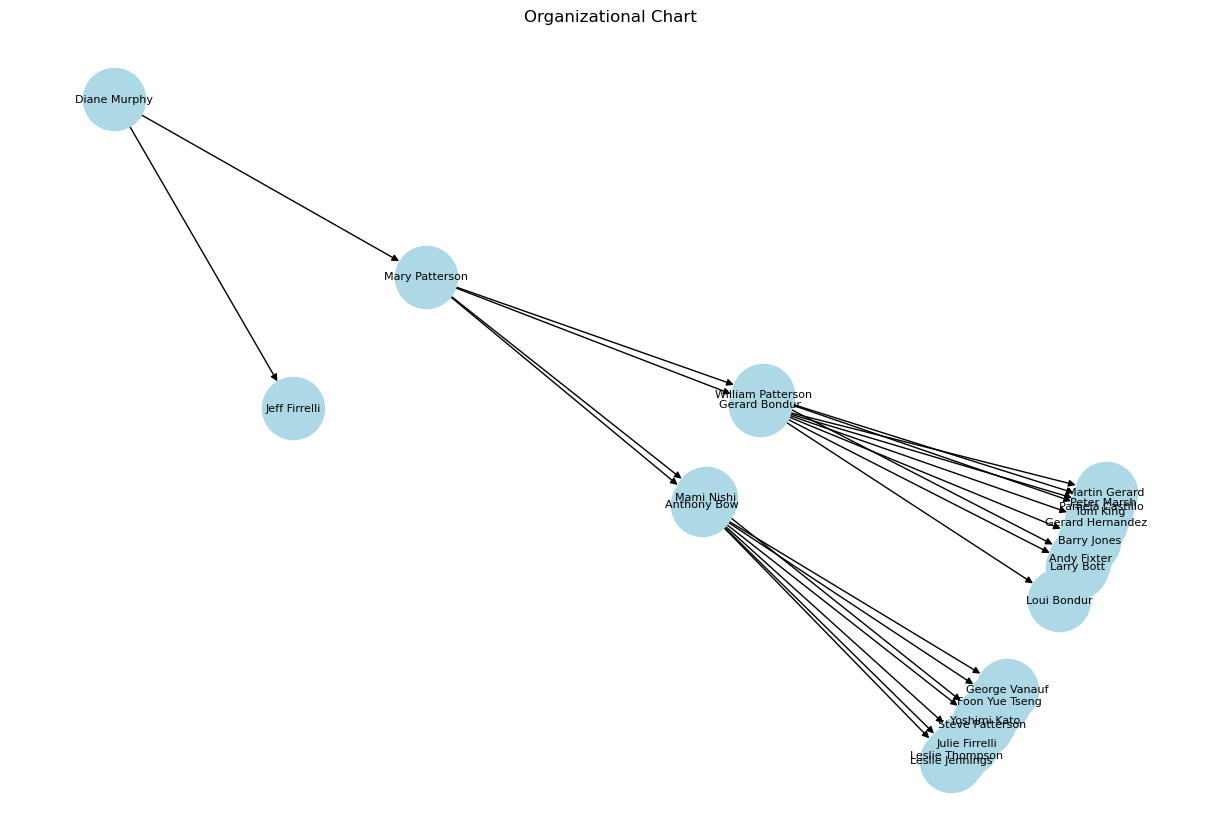 Organizational Chart
Diane Murphy
Mary Patterson
William Patterson
Gerard Bondur
Jeff Firrelli
Mami Nishi
Anthony Bow
Martin Gerard
Peter Marsh
Pamela Castillo
Tom King
Gerard Hernandez
Barry Jones
Andy Fixter
Larry Bott
Loui Bondur
George Vanauf
Foon Yue Tseng
Yoshimi Kato
Steve Patterson
Julie Firrelli
Leslie Thompson
Leslie Jennings